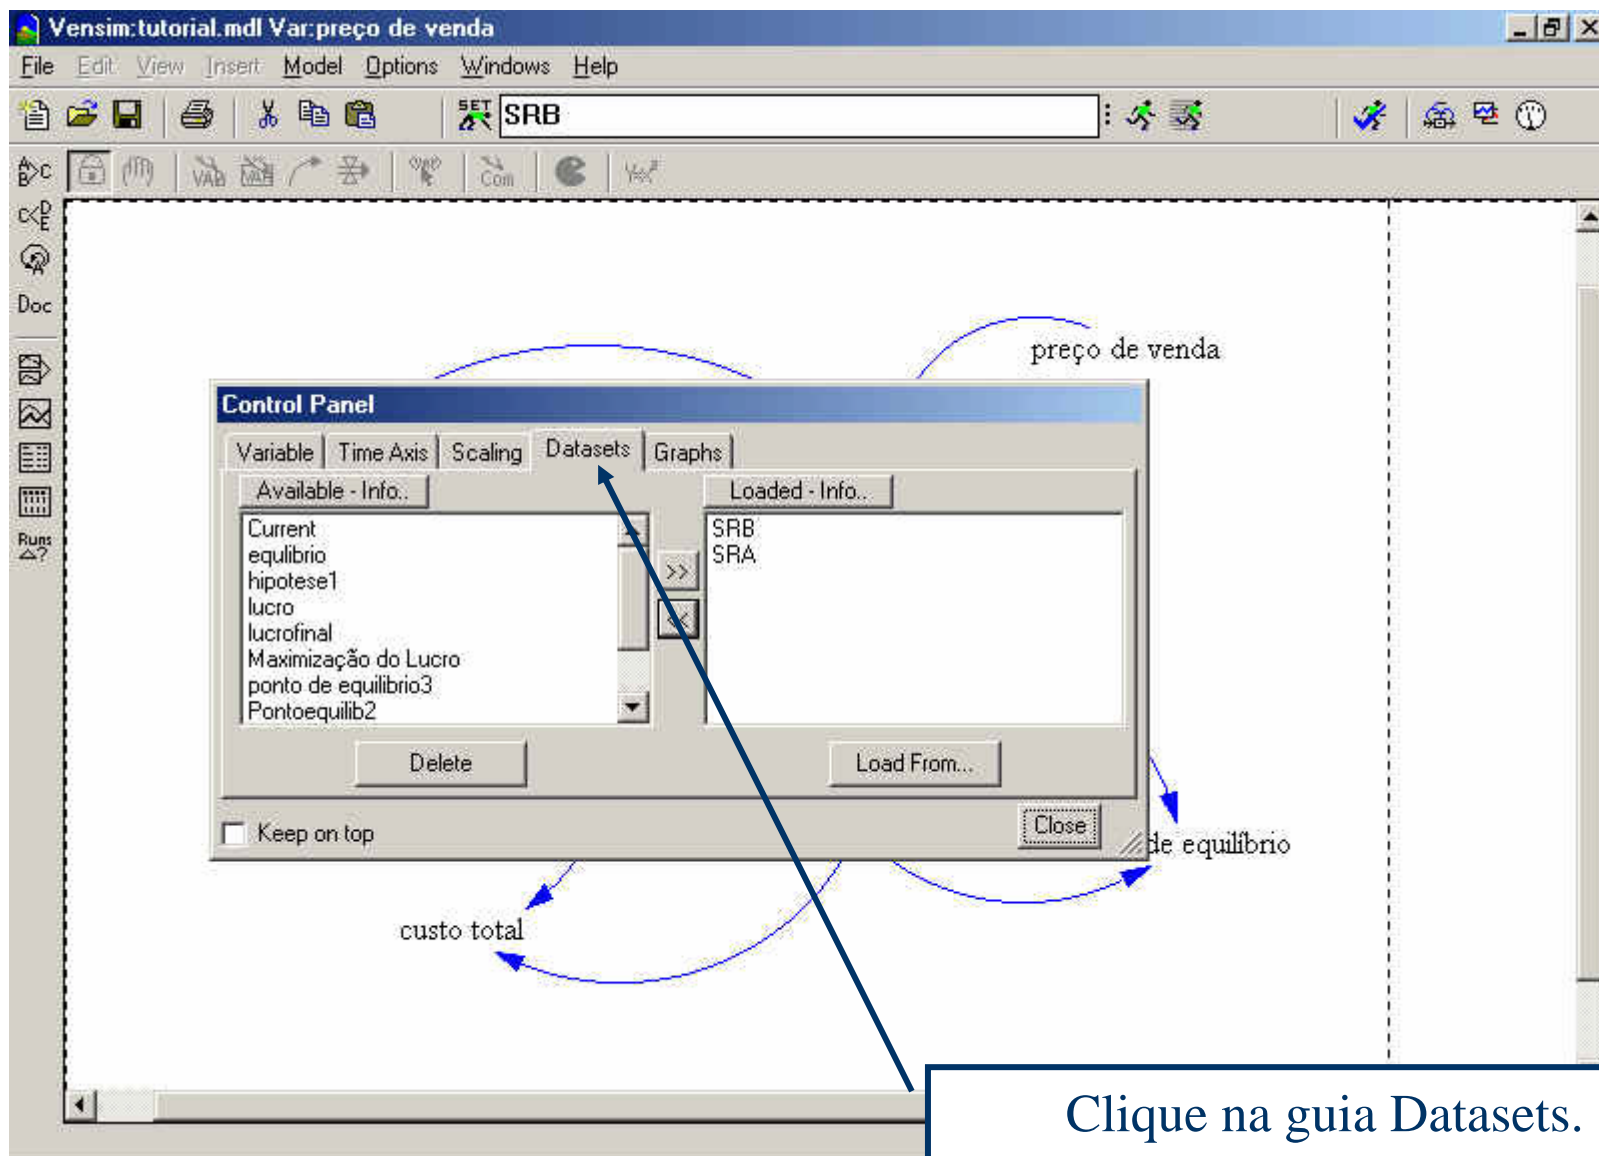 Vensim:tutorial.mdl Var:preço de venda
File Edit View Insert Model Options Windows Help
SET SRB
A>C B
VAB
Com
C<D E
Doc
Runs
△?
preço de venda
Control Panel
Variable Time Axis Scaling Datasets Graphs
Available - Info.. Loaded - Info..
Current
equlibrio
hipotese1
lucro
lucrofinal
Maximização do Lucro
ponto de equilibrio3
Pontoequilib2
>>
<<
SRB
SRA
Delete Load From...
Keep on top Close
de equilíbrio
custo total
Clique na guia Datasets.